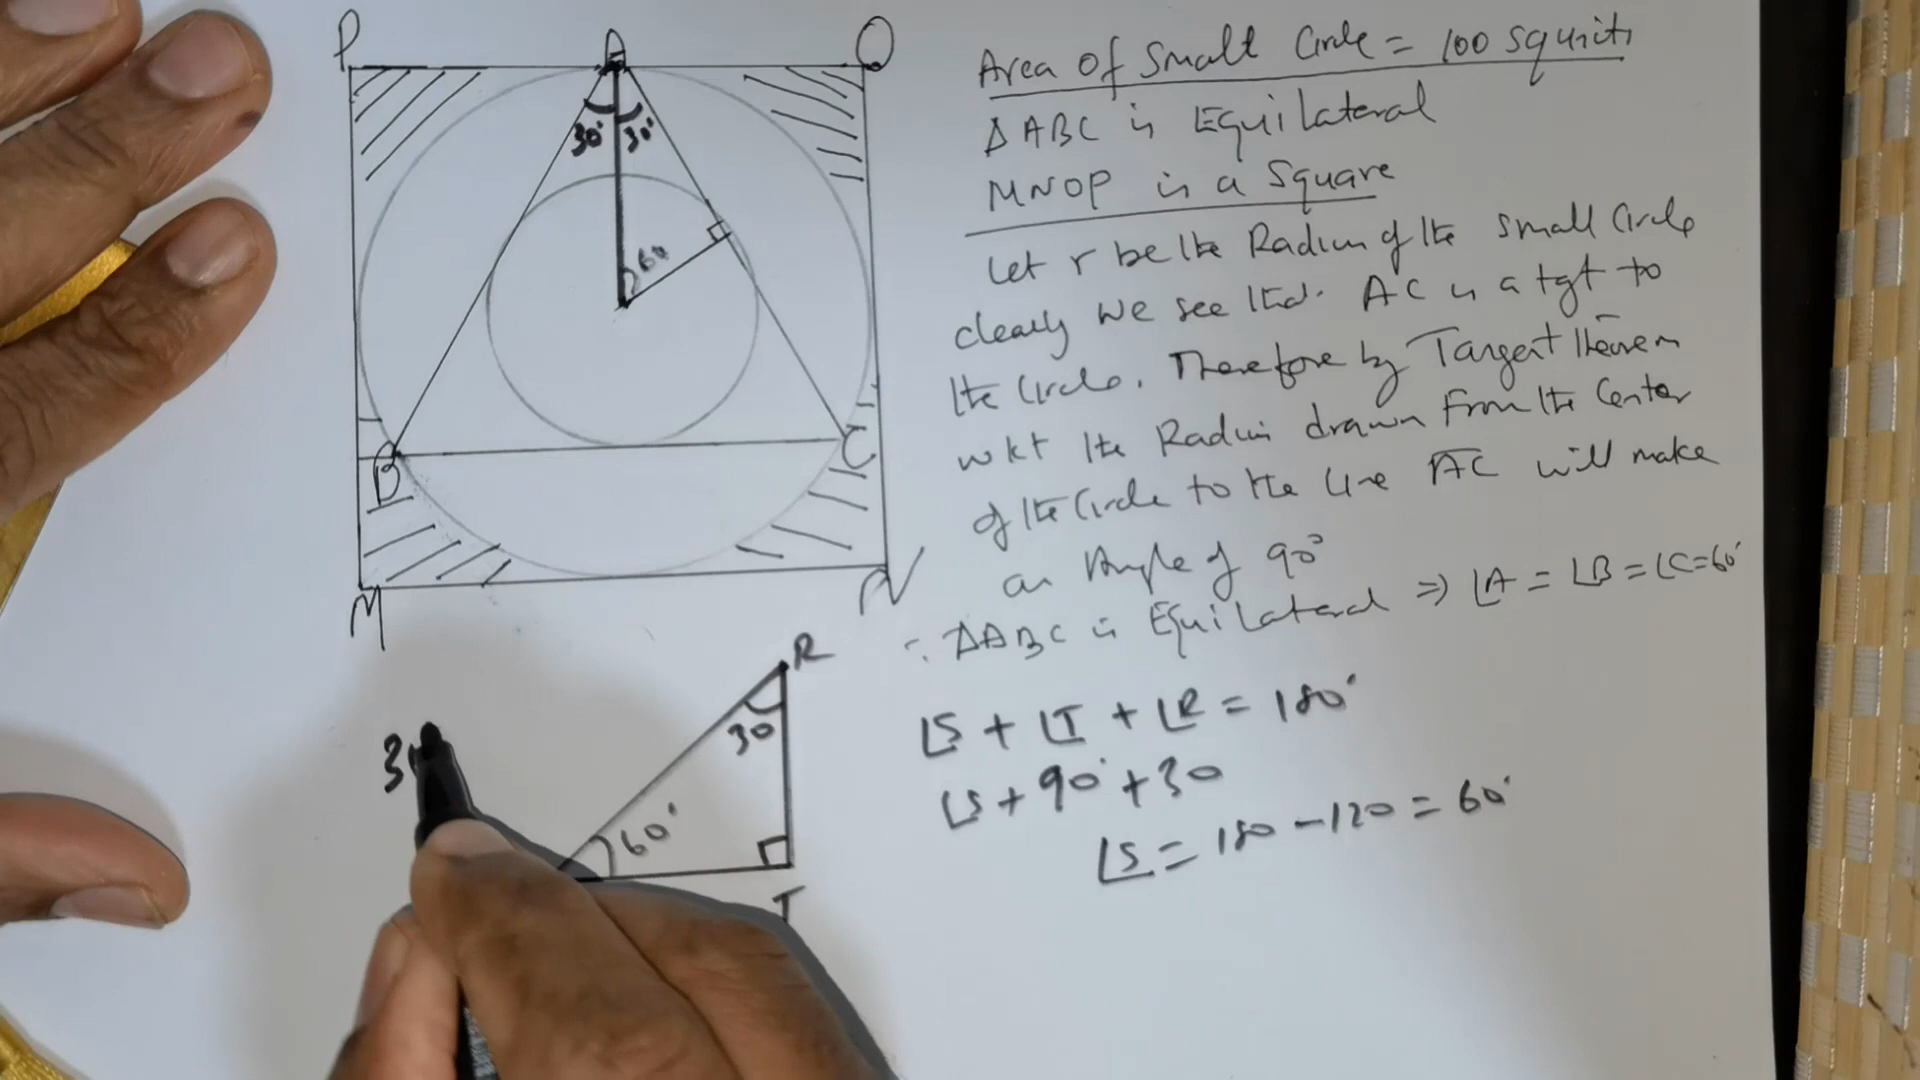 P
A
O
30°
30°
60
B
C
M
N
Area of Small Circle = 100 squnits
Δ ABC is Equilateral
MNOP is a Square
Let r be the Radius of the small Circle
clearly we see that. AC is a tgt to
the Circle. Therefore by Tangent theorem
wkt the Radius drawn from the Center
of the Circle to the line AC will make
an Angle of 90°
∴ ΔABC is Equilateral ⇒ ∠A = ∠B = ∠C = 60°
R
30
60°
T
3
∠S + ∠T + ∠R = 180°
∠S + 90° + 30
∠S = 180 - 120 = 60°